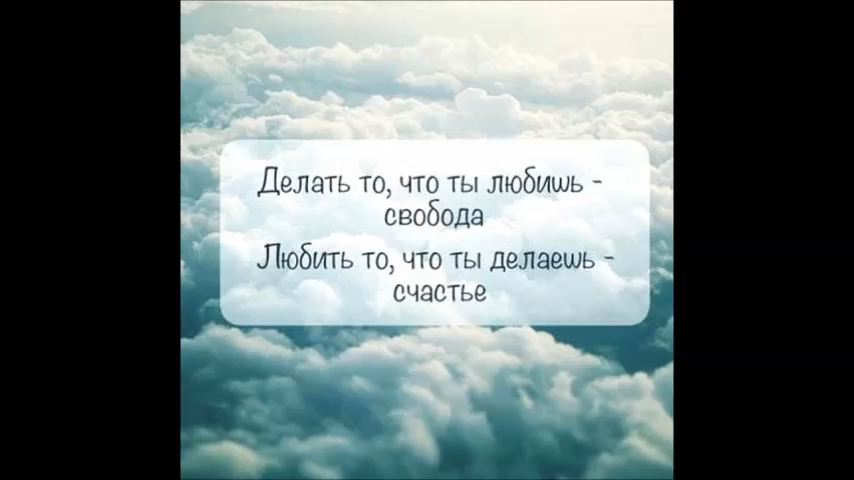 Делать то, что ты любишь -
свобода
Любить то, что ты делаешь -
счастье